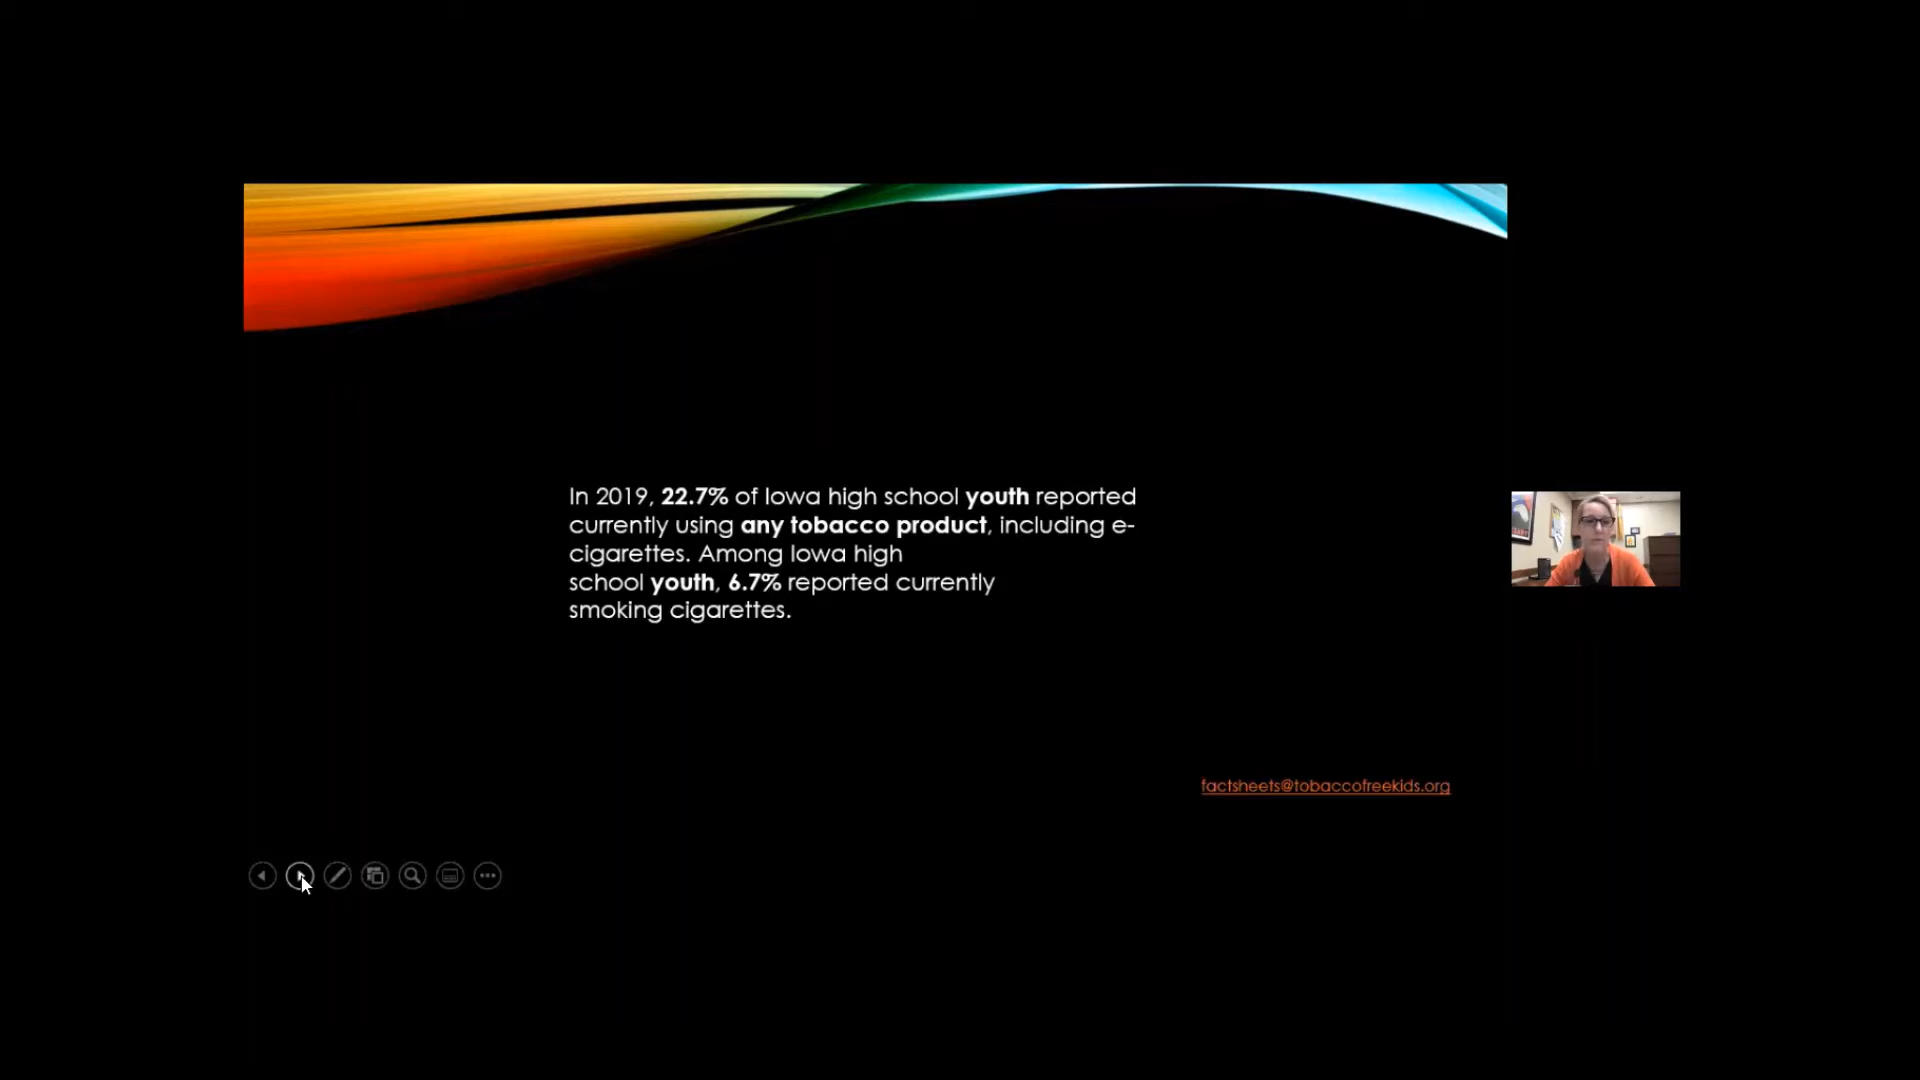 In 2019, 22.7% of Iowa high school youth reported
currently using any tobacco product, including e-
cigarettes. Among Iowa high
school youth, 6.7% reported currently
smoking cigarettes.
factsheets@tobaccofreekids.org